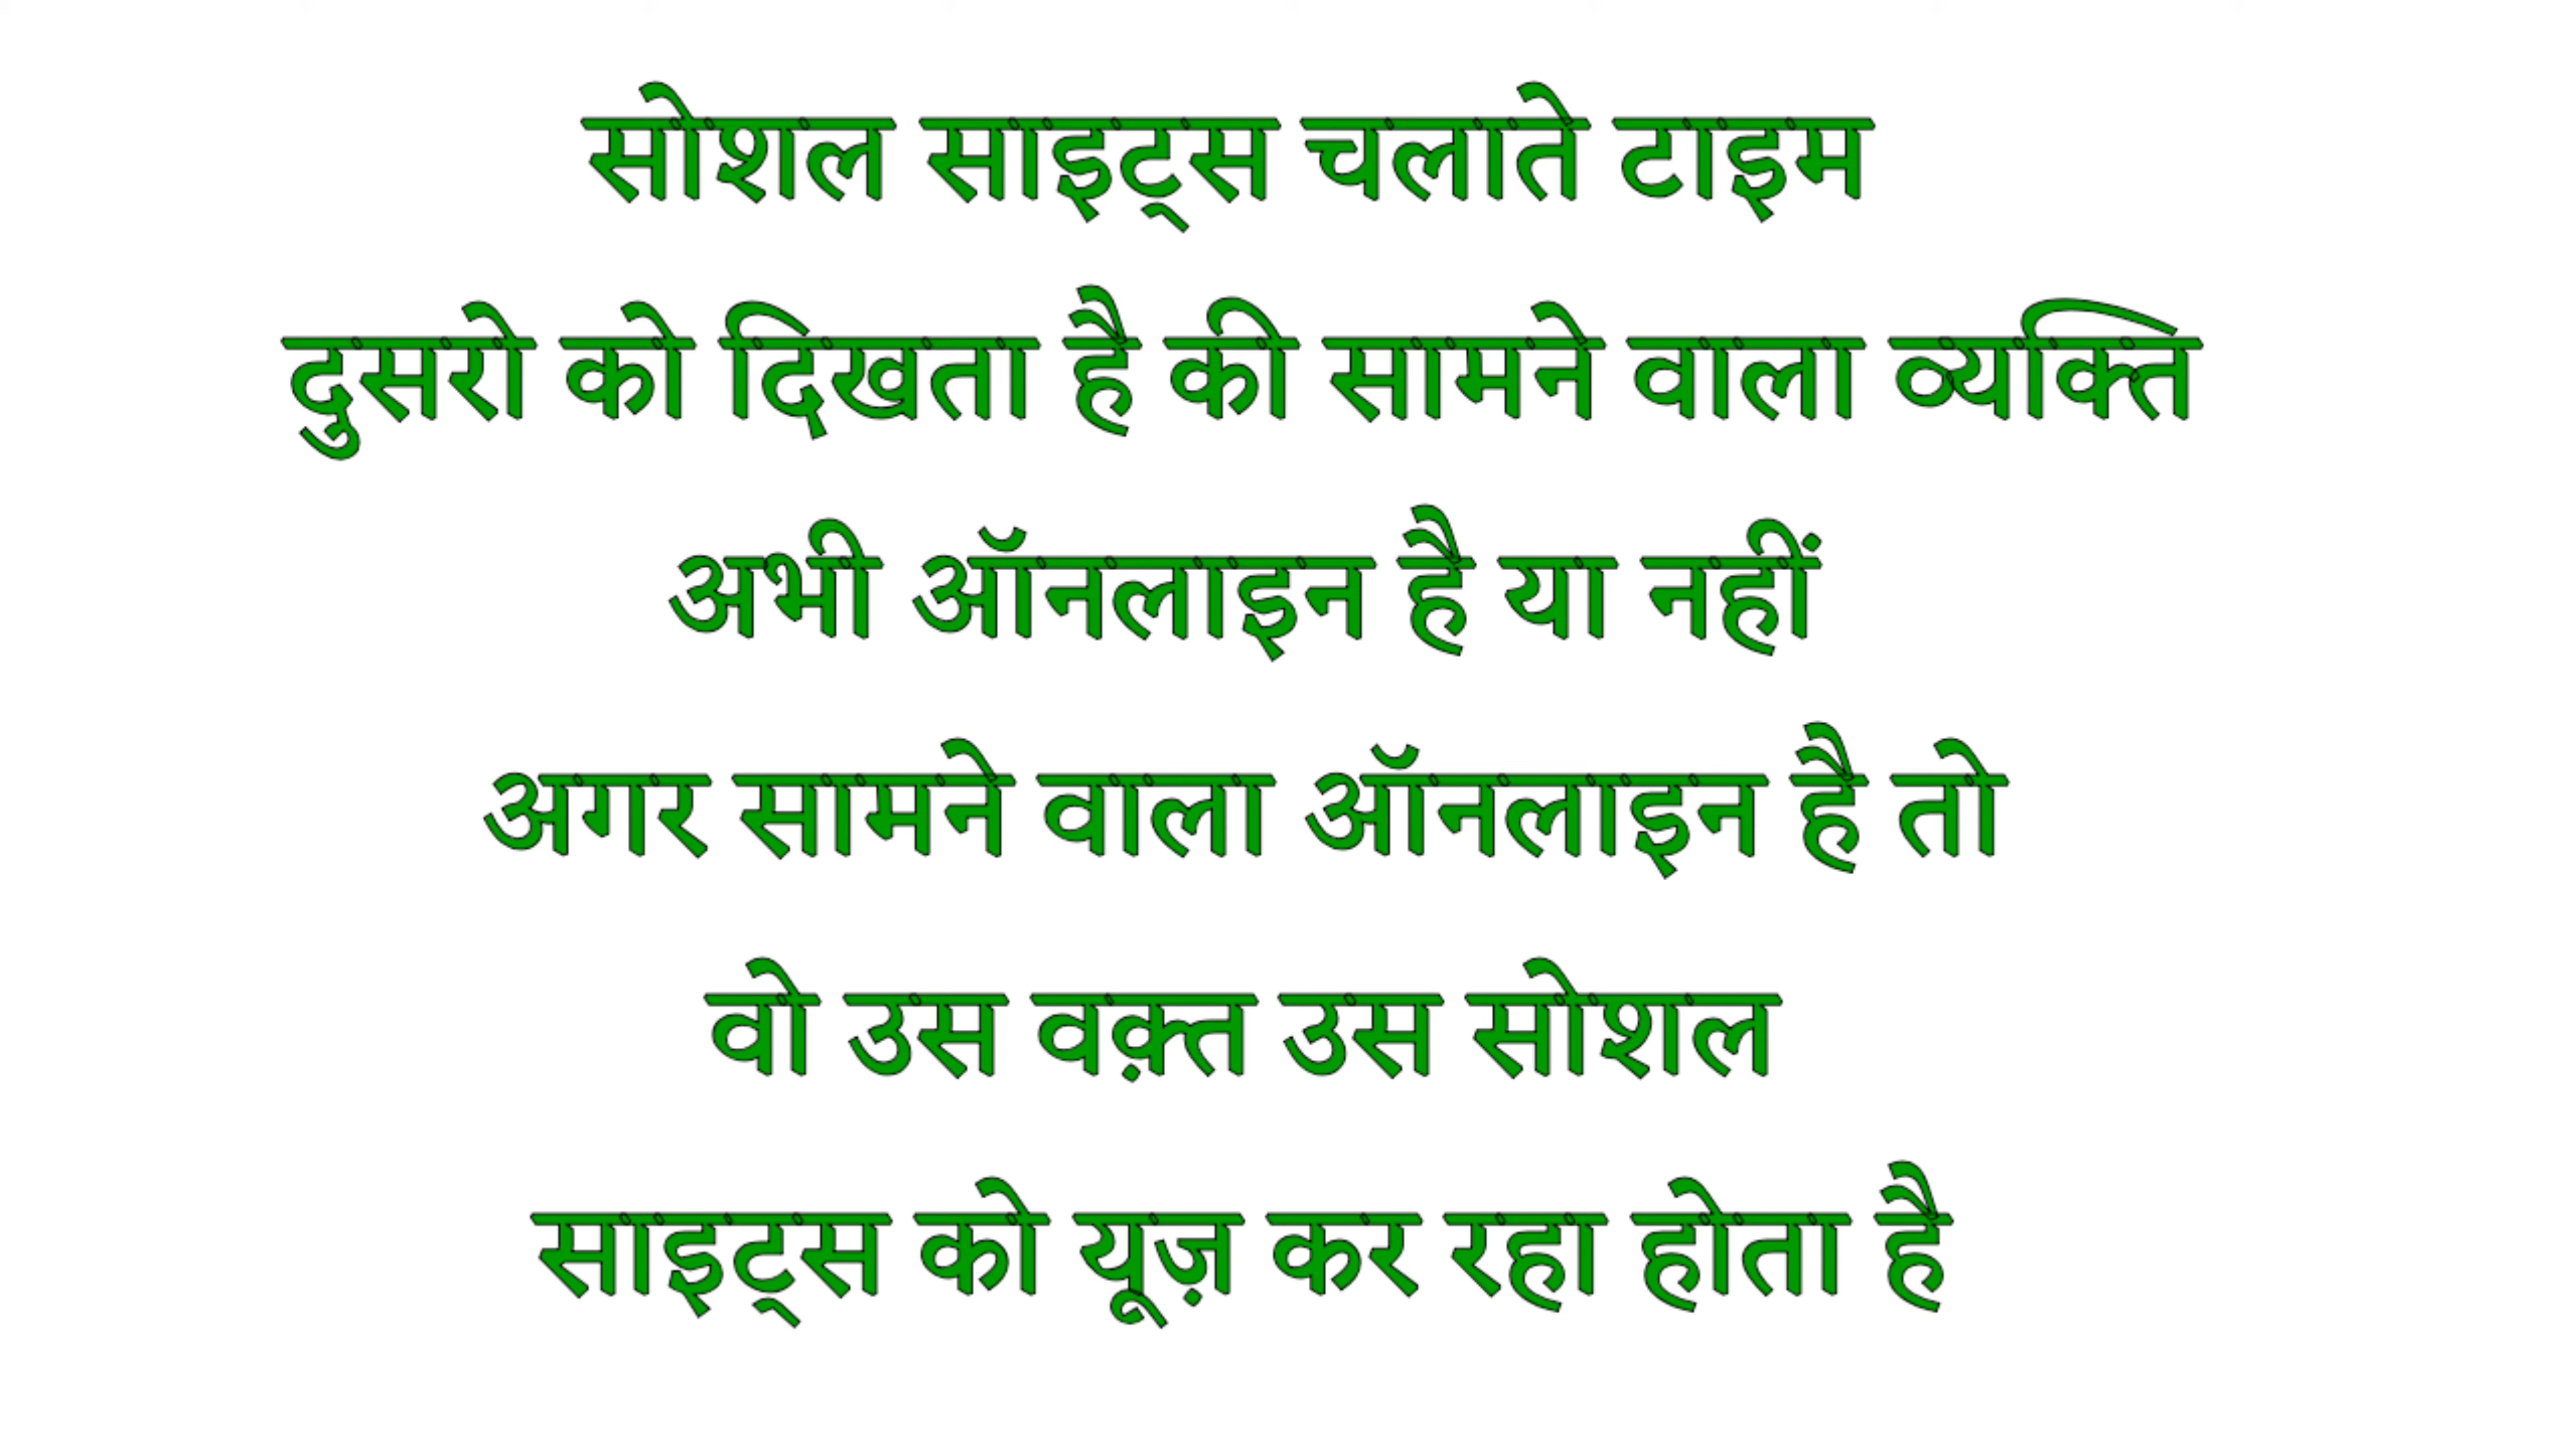 सोशल साइट्स चलाते टाइम
दुसरो को दिखता है की सामने वाला व्यक्ति
अभी ऑनलाइन है या नहीं
अगर सामने वाला ऑनलाइन है तो
वो उस वक़्त उस सोशल
साइट्स को यूज़ कर रहा होता है